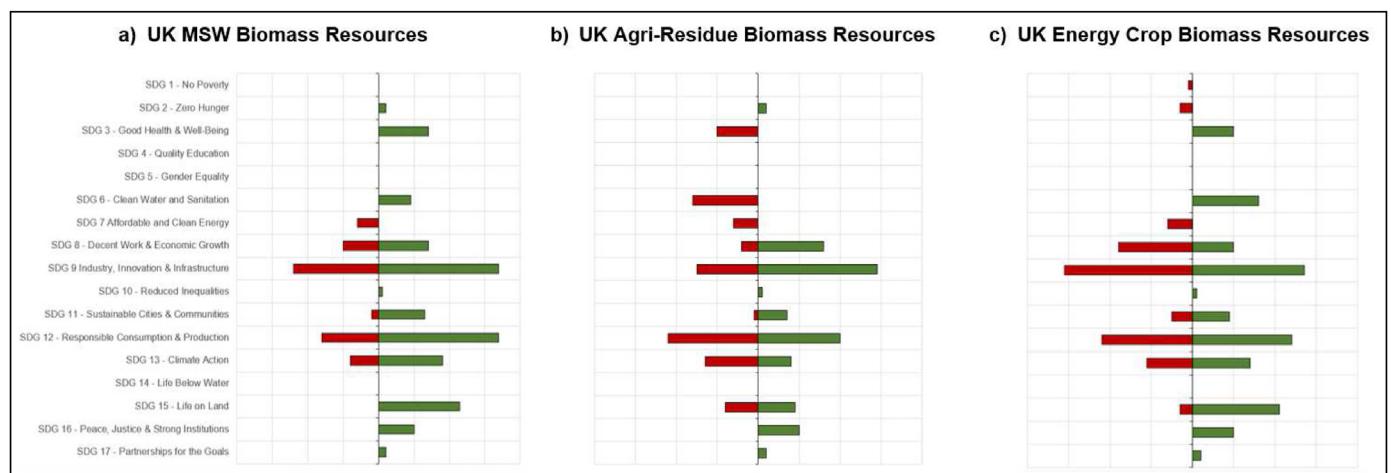 a) UK MSW Biomass Resources
b) UK Agri-Residue Biomass Resources
c) UK Energy Crop Biomass Resources
SDG 1 - No Poverty
SDG 2 - Zero Hunger
SDG 3 - Good Health & Well-Being
SDG 4 - Quality Education
SDG 5 - Gender Equality
SDG 6 - Clean Water and Sanitation
SDG 7 Affordable and Clean Energy
SDG 8 - Decent Work & Economic Growth
SDG 9 Industry, Innovation & Infrastructure
SDG 10 - Reduced Inequalities
SDG 11 - Sustainable Cities & Communities
SDG 12 - Responsible Consumption & Production
SDG 13 - Climate Action
SDG 14 - Life Below Water
SDG 15 - Life on Land
SDG 16 - Peace, Justice & Strong Institutions
SDG 17 - Partnerships for the Goals